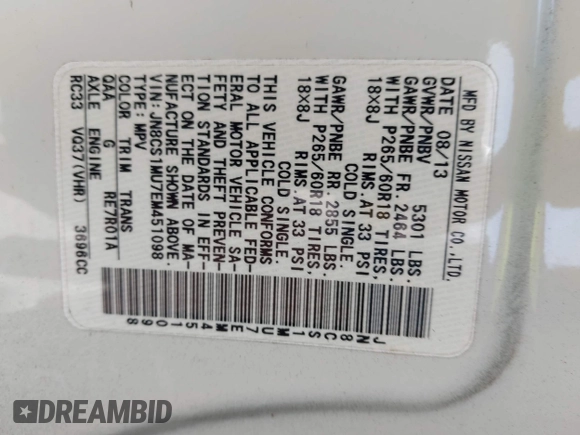 MFD BY NISSAN MOTOR CO.,LTD.
DATE 08/13
GVWR/PNBV 5301 LBS.
GAWR/PNBE FR. 2464 LBS.
WITH P265/60R18 TIRES,
18X8J RIMS.AT 33 PSI
COLD SINGLE.
GAWR/PNBE RR. 2855 LBS.
WITH P265/60R18 TIRES,
18X8J RIMS.AT 33 PSI
COLD SINGLE.
THIS VEHICLE CONFORMS
TO ALL APPLICABLE FED-
ERAL MOTOR VEHICLE SA-
FETY AND THEFT PREVEN-
TION STANDARDS IN EFF-
ECT ON THE DATE OF MA-
NUFACTURE SHOWN ABOVE.
VIN: JN8CS1MU7EM451098
TYPE: MPV
COLOR TRIM TRANS
QAA G RE7R01A
AXLE ENGINE
RC33 VQ37(VHR) 3696CC
JN8CS1MU7EM451098
DREAMBID